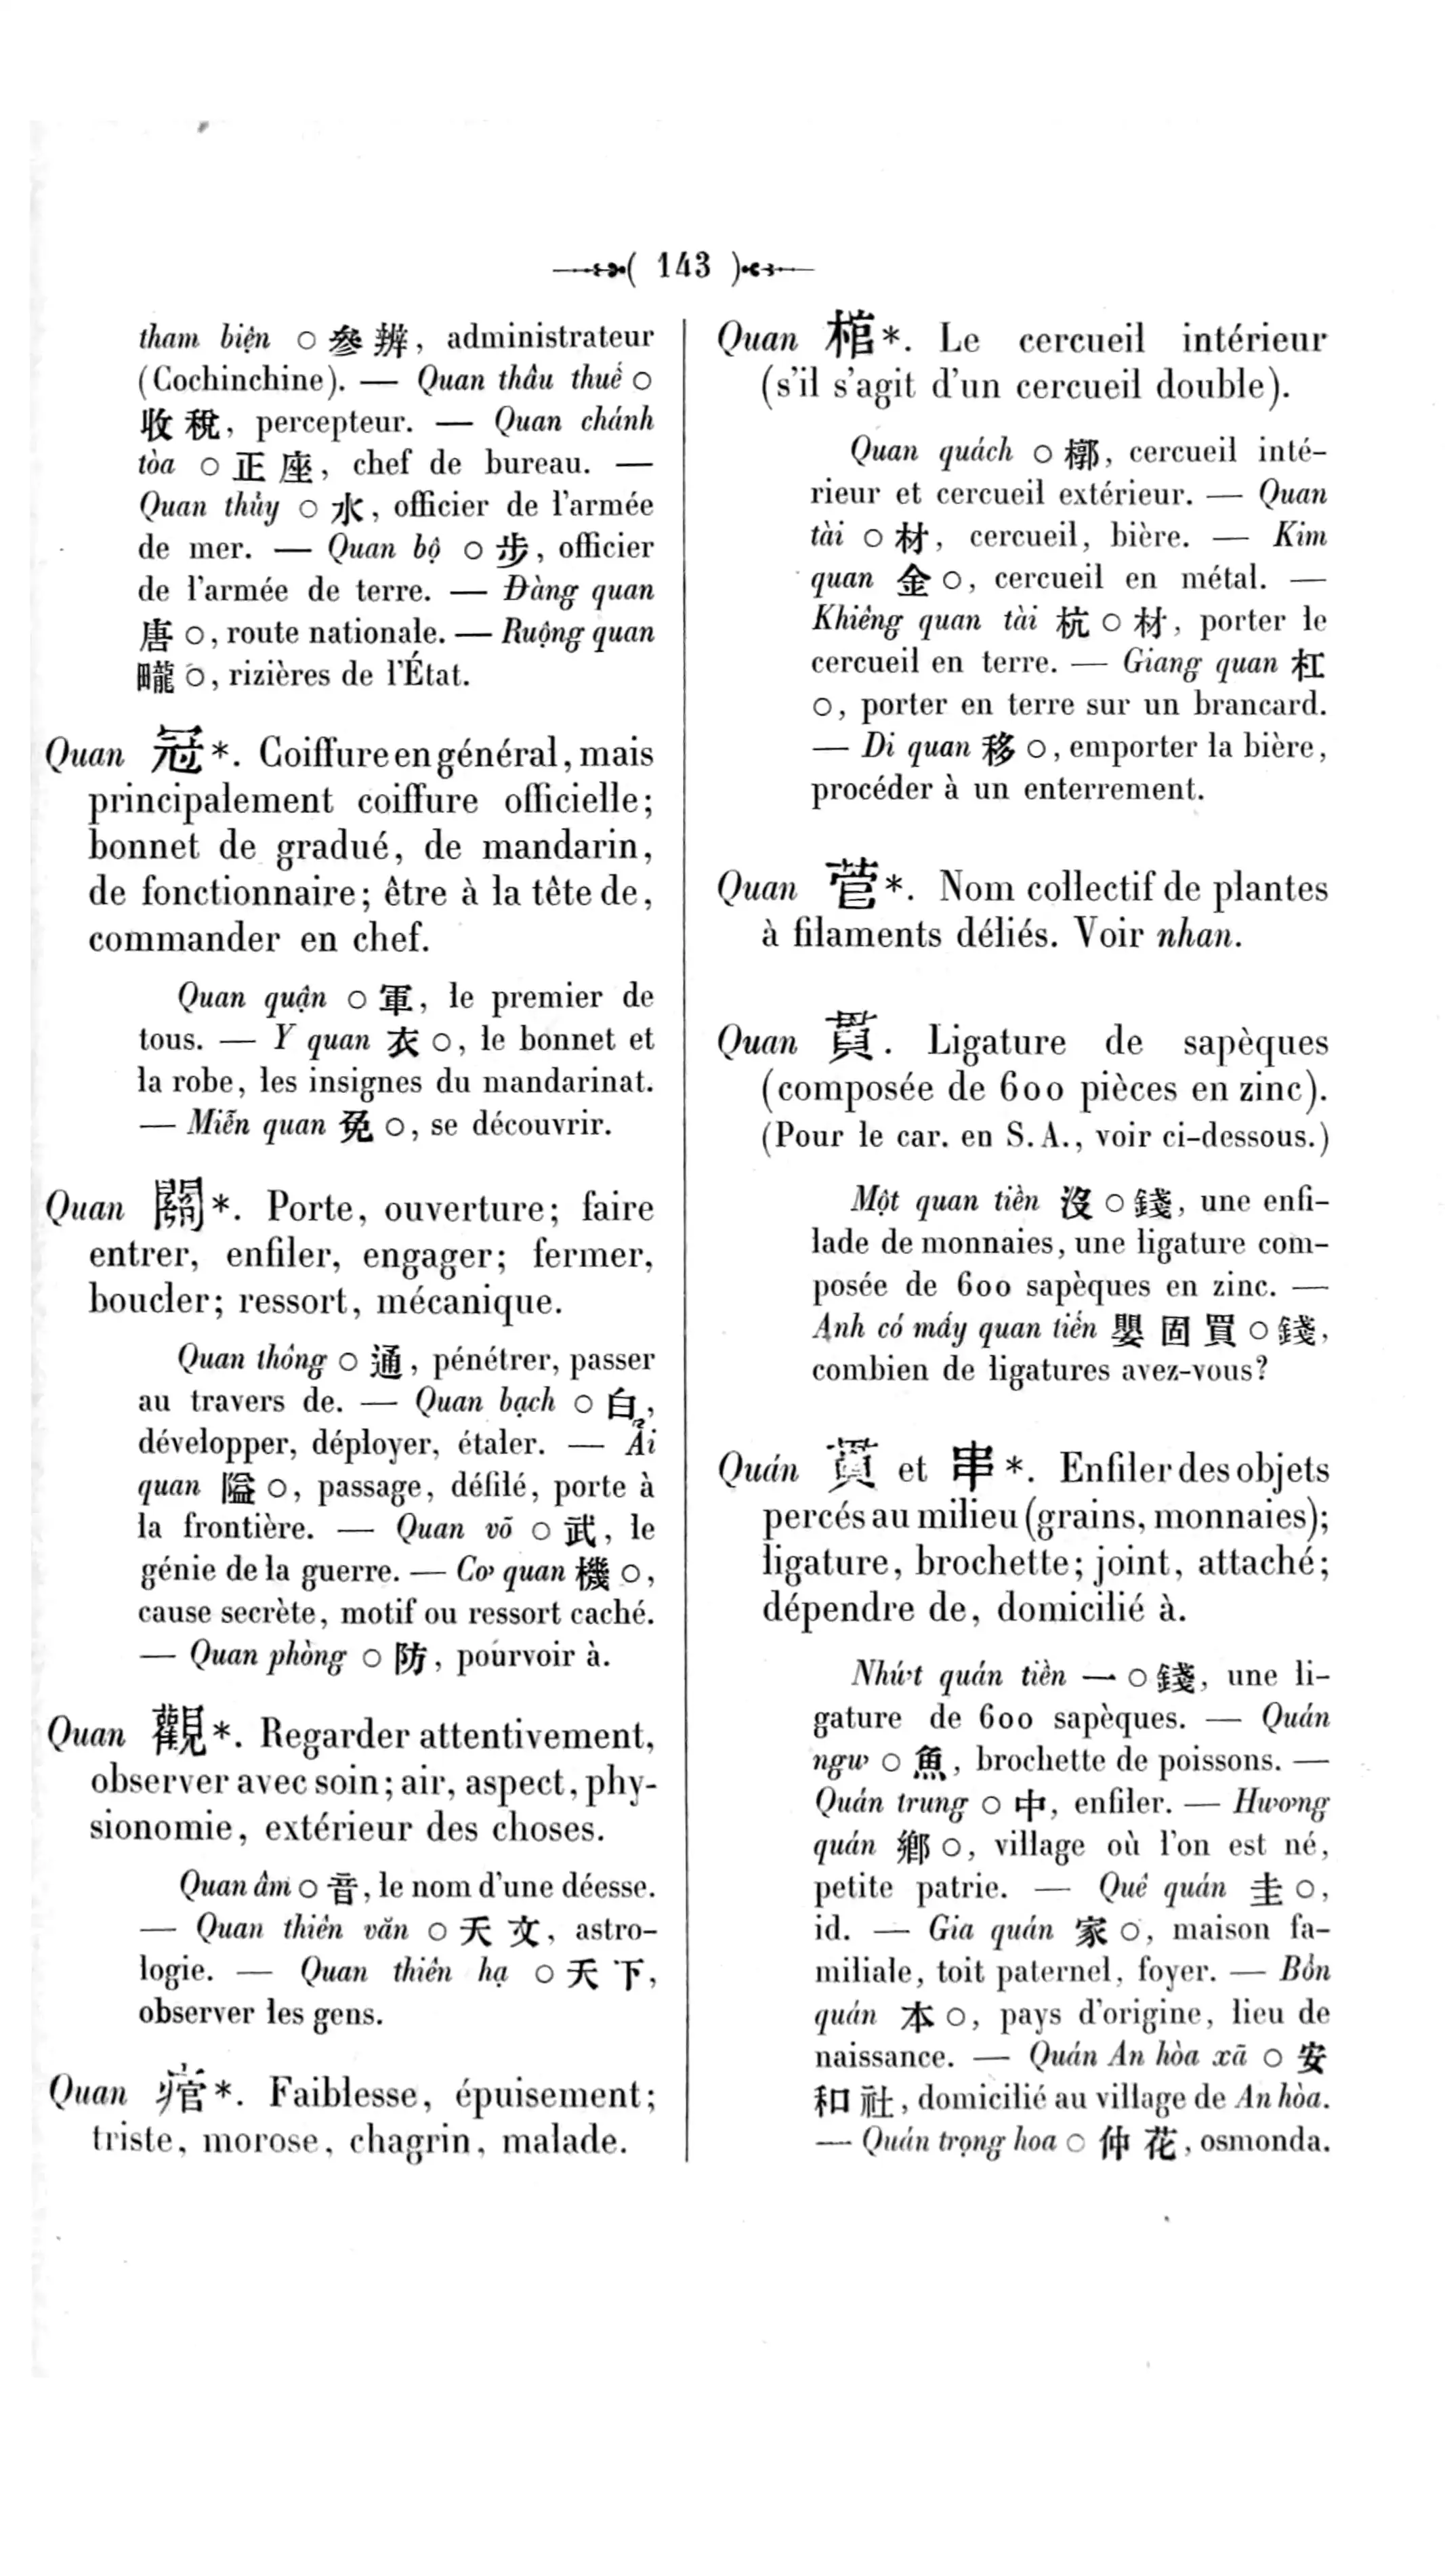 ( 143 )
tham biện ○ 參 辨, administrateur
(Cochinchine). — Quan thâu thuế ○
收 稅, percepteur. — Quan chánh
tòa ○ 正 座, chef de bureau. —
Quan thủy ○ 水, officier de l'armée
de mer. — Quan bộ ○ 步, officier
de l'armée de terre. — Đàng quan
唐 ○, route nationale. — Ruộng quan
𤳱 ○, rizières de l'État.
Quan 冠*. Coiffure en général, mais
principalement coiffure officielle;
bonnet de gradué, de mandarin,
de fonctionnaire; être à la tête de,
commander en chef.
Quan quận ○ 軍, le premier de
tous. — Y quan 衣 ○, le bonnet et
la robe, les insignes du mandarinat.
— Miễn quan 免 ○, se découvrir.
Quan 關*. Porte, ouverture; faire
entrer, enfiler, engager; fermer,
boucler; ressort, mécanique.
Quan thông ○ 通, pénétrer, passer
au travers de. — Quan bạch ○ 白,
développer, déployer, étaler. — Ải
quan 隘 ○, passage, défilé, porte à
la frontière. — Quan võ ○ 武, le
génie de la guerre. — Cơ quan 機 ○,
cause secrète, motif ou ressort caché.
— Quan phòng ○ 防, pourvoir à.
Quan 觀*. Regarder attentivement,
observer avec soin; air, aspect, phy-
sionomie, extérieur des choses.
Quan âm ○ 音, le nom d'une déesse.
— Quan thiên văn ○ 天 文, astro-
logie. — Quan thiên hạ ○ 天 下,
observer les gens.
Quan 痯*. Faiblesse, épuisement;
triste, morose, chagrin, malade.
Quan 棺*. Le cercueil intérieur
(s'il s'agit d'un cercueil double).
Quan quách ○ 槨, cercueil inté-
rieur et cercueil extérieur. — Quan
tài ○ 材, cercueil, bière. — Kim
quan 金 ○, cercueil en métal. —
Khiêng quan tài 杭 ○ 材, porter le
cercueil en terre. — Giang quan 杠
○, porter en terre sur un brancard.
— Di quan 移 ○, emporter la bière,
procéder à un enterrement.
Quan 菅*. Nom collectif de plantes
à filaments déliés. Voir nhan.
Quan 貫. Ligature de sapèques
(composée de 600 pièces en zinc).
(Pour le car. en S. A., voir ci-dessous.)
Một quan tiền 沒 ○ 錢, une enfi-
lade de monnaies, une ligature com-
posée de 600 sapèques en zinc. —
Anh có mấy quan tiền 嬰 固 買 ○ 錢,
combien de ligatures avez-vous?
Quán 貫 et 串*. Enfiler des objets
percés au milieu (grains, monnaies);
ligature, brochette; joint, attaché;
dépendre de, domicilié à.
Nhứt quán tiền 一 ○ 錢, une li-
gature de 600 sapèques. — Quán
ngư ○ 魚, brochette de poissons. —
Quán trung ○ 中, enfiler. — Hương
quán 鄉 ○, village où l'on est né,
petite patrie. — Quê quán 圭 ○,
id. — Gia quán 家 ○, maison fa-
miliale, toit paternel, foyer. — Bổn
quán 本 ○, pays d'origine, lieu de
naissance. — Quán An hòa xã ○ 安
和 社, domicilié au village de An hòa.
— Quán trọng hoa ○ 仲 花, osmonda.